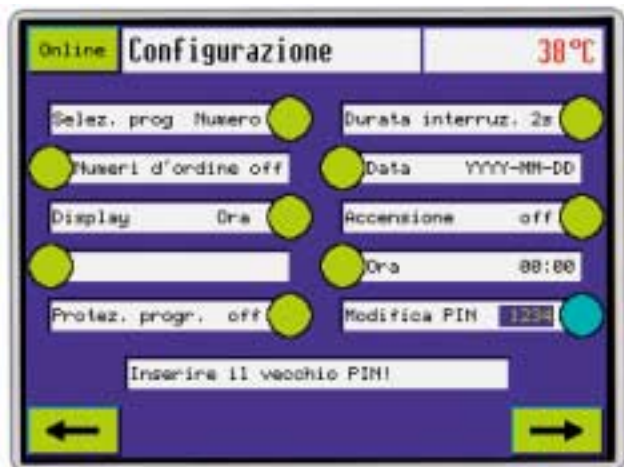 Online Configurazione 38°C
Selez. prog Numero
Durata interruz. 2s
Numeri d'ordine off
Data YYYY-MM-DD
Display Ora
Accensione off
Ora 00:00
Protez. progr. off
Modifica PIN 1234
Inserire il vecchio PIN!